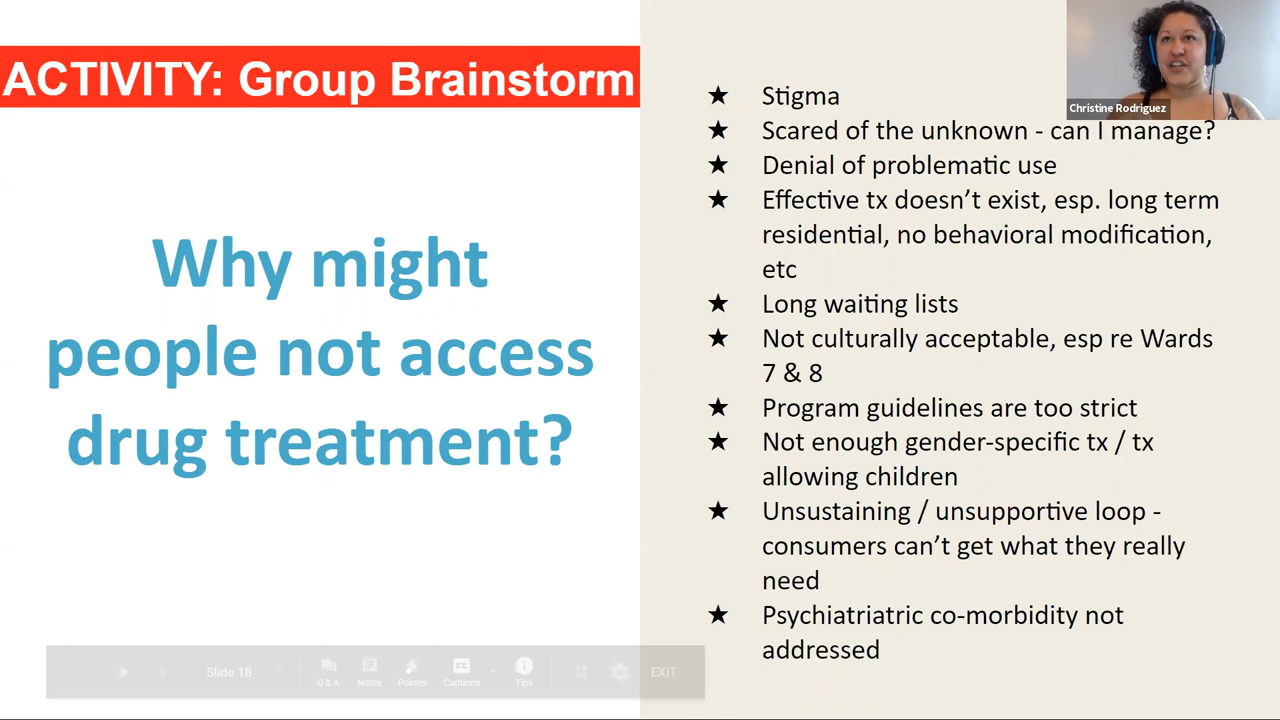 ACTIVITY: Group Brainstorm
Why might
people not access
drug treatment?
Christine Rodriguez
★ Stigma
★ Scared of the unknown - can I manage?
★ Denial of problematic use
★ Effective tx doesn’t exist, esp. long term
residential, no behavioral modification,
etc
★ Long waiting lists
★ Not culturally acceptable, esp re Wards
7 & 8
★ Program guidelines are too strict
★ Not enough gender-specific tx / tx
allowing children
★ Unsustaining / unsupportive loop -
consumers can’t get what they really
need
★ Psychiatriatric co-morbidity not
addressed
Slide 18
Q & A
Notes
Pointer
CC
Captions
Tips
EXIT